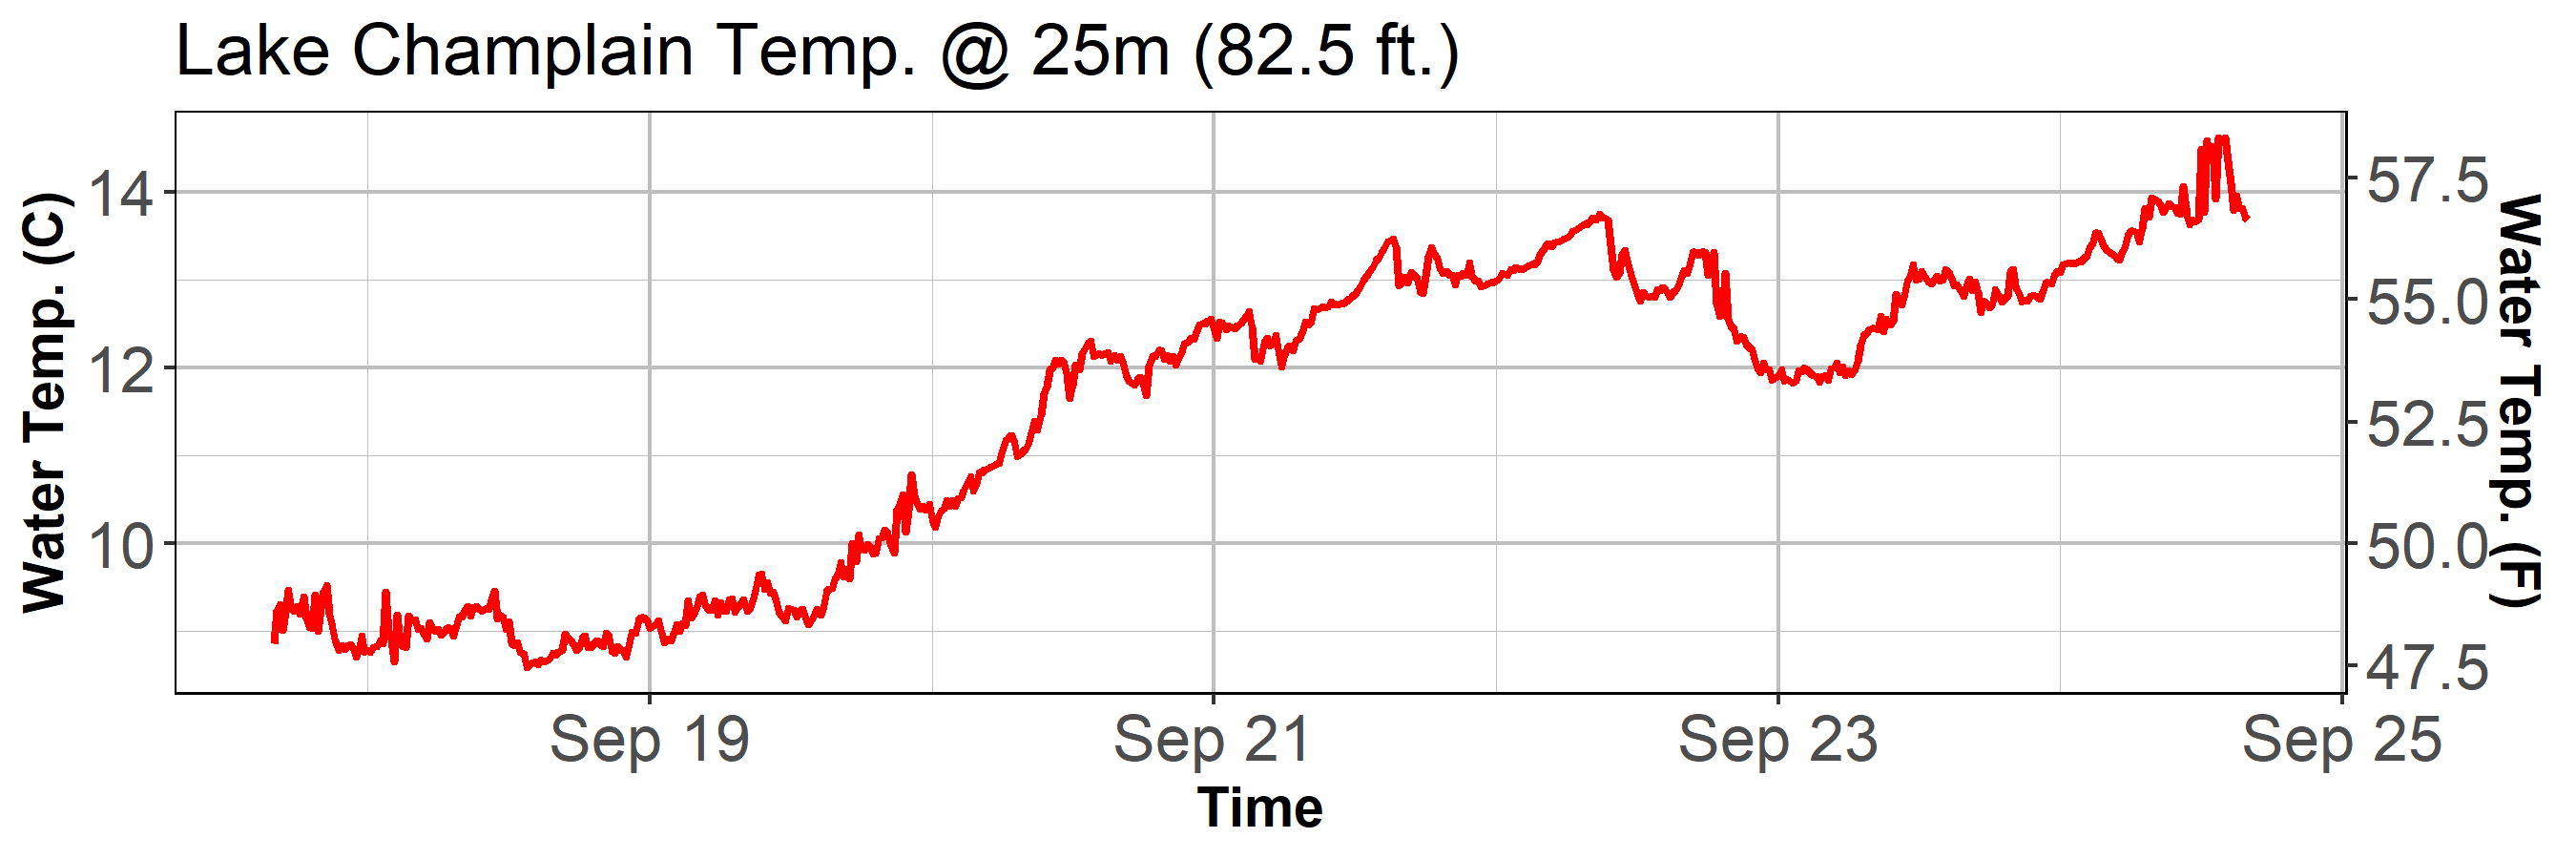 Lake Champlain Temp. @ 25m (82.5 ft.)
Water Temp. (C)
14
12
10
57.5
55.0
52.5
50.0
47.5
Water Temp. (F)
Sep 19
Sep 21
Sep 23
Sep 25
Time